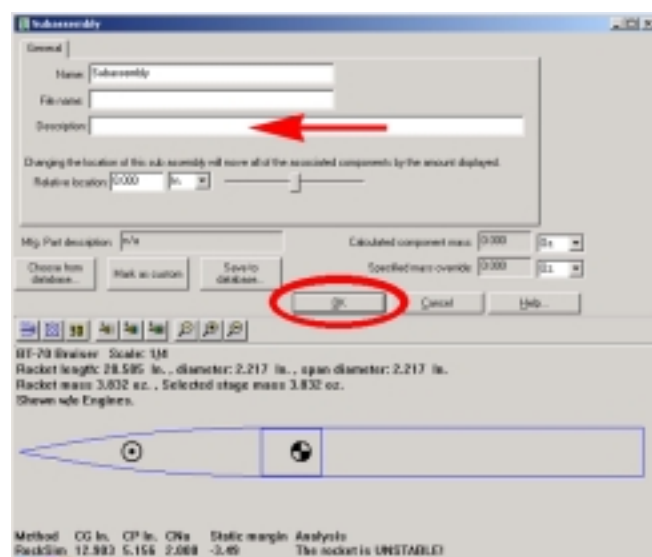 Subassembly
General
Name: Subassembly
File name:
Description:
Changing the location of this sub assembly will move all of the associated components by the amount displayed.
Relative location: 0.000 In.
Mfg. Part description: n/a Calculated component mass: 0.000 Oz.
Choose from database... Mark as custom Save to database... Specified mass override: 0.000 Oz.
OK Cancel Help...
BT-70 Bruiser Scale: 1/4
Rocket length: 28.585 In. , diameter: 2.217 In. , span diameter: 2.217 In.
Rocket mass 3.832 oz. , Selected stage mass 3.832 oz.
Shown w/o Engines.
Method CG In. CP In. CNa Static margin Analysis
RockSim 12.903 5.156 2.000 -3.49 The rocket is UNSTABLE!